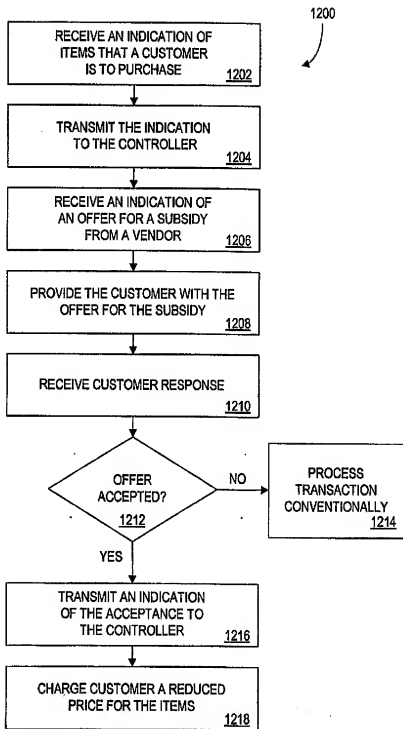 1200
RECEIVE AN INDICATION OF
ITEMS THAT A CUSTOMER
IS TO PURCHASE
1202
TRANSMIT THE INDICATION
TO THE CONTROLLER
1204
RECEIVE AN INDICATION OF
AN OFFER FOR A SUBSIDY
FROM A VENDOR
1206
PROVIDE THE CUSTOMER WITH THE
OFFER FOR THE SUBSIDY
1208
RECEIVE CUSTOMER RESPONSE
1210
OFFER
ACCEPTED?
1212
NO
PROCESS
TRANSACTION
CONVENTIONALLY
1214
YES
TRANSMIT AN INDICATION
OF THE ACCEPTANCE TO
THE CONTROLLER
1216
CHARGE CUSTOMER A REDUCED
PRICE FOR THE ITEMS
1218